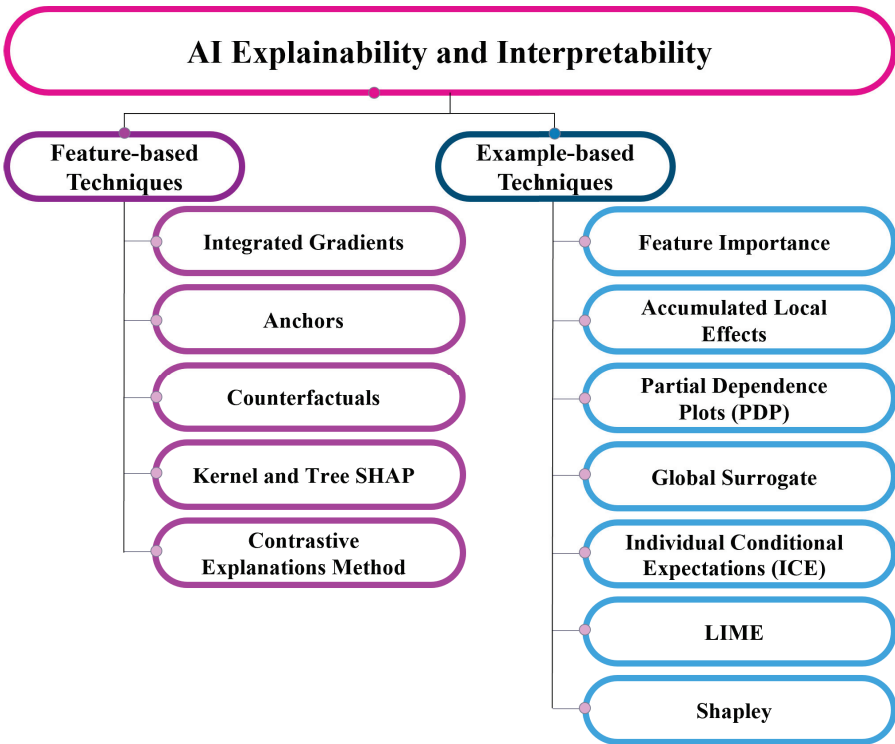 AI Explainability and Interpretability
Feature-based
Techniques
Integrated Gradients
Anchors
Counterfactuals
Kernel and Tree SHAP
Contrastive
Explanations Method
Example-based
Techniques
Feature Importance
Accumulated Local
Effects
Partial Dependence
Plots (PDP)
Global Surrogate
Individual Conditional
Expectations (ICE)
LIME
Shapley